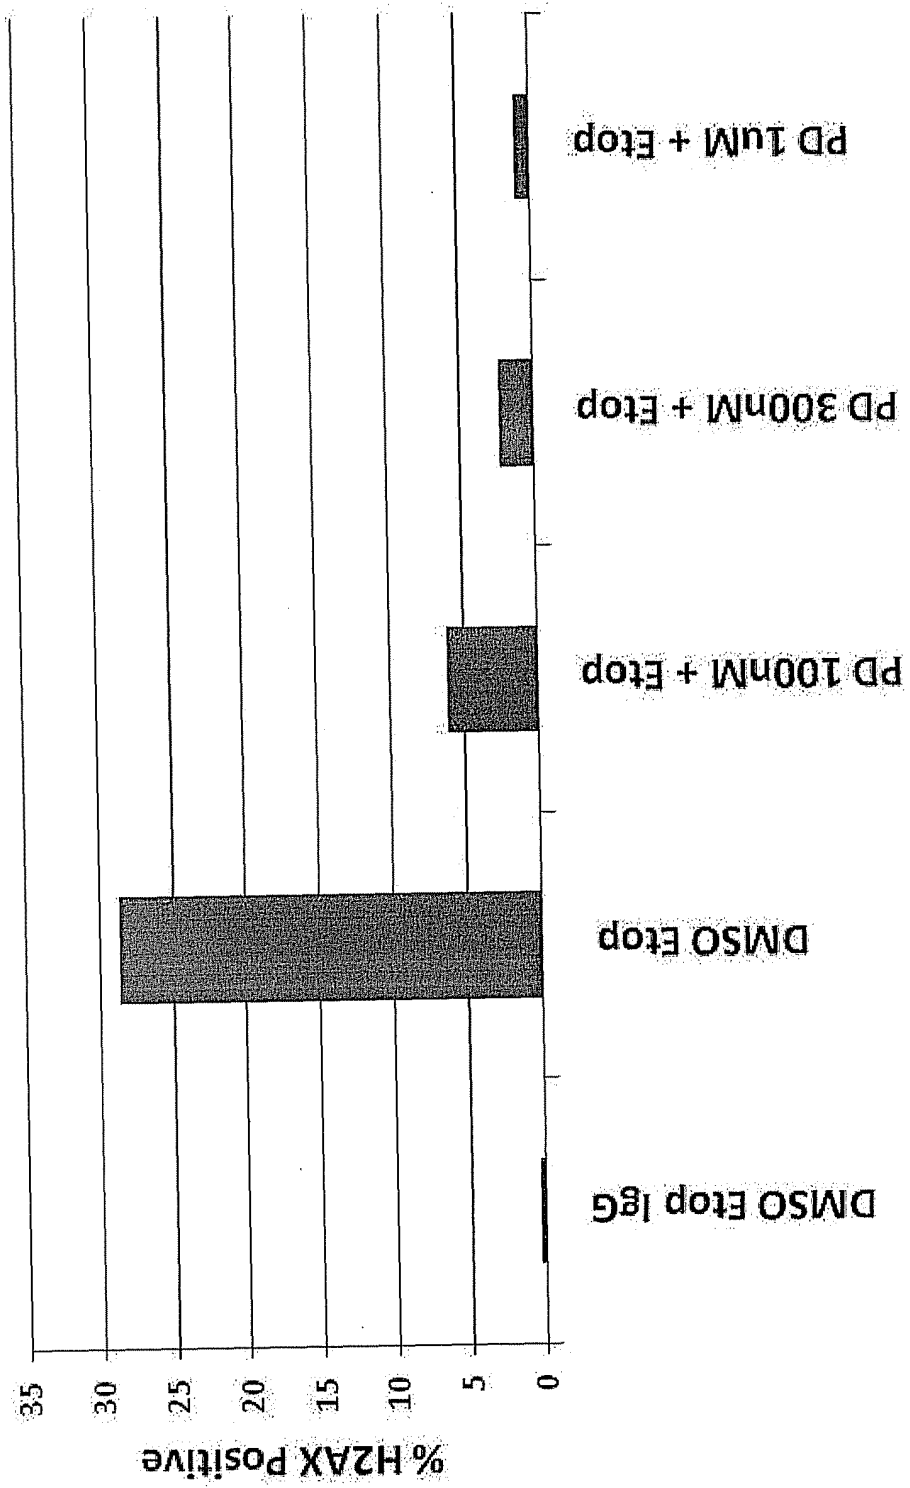 % H2AX Positive
35
30
25
20
15
10
5
0
DMSO Etop IgG
DMSO Etop
PD 100nM + Etop
PD 300nM + Etop
PD 1uM + Etop